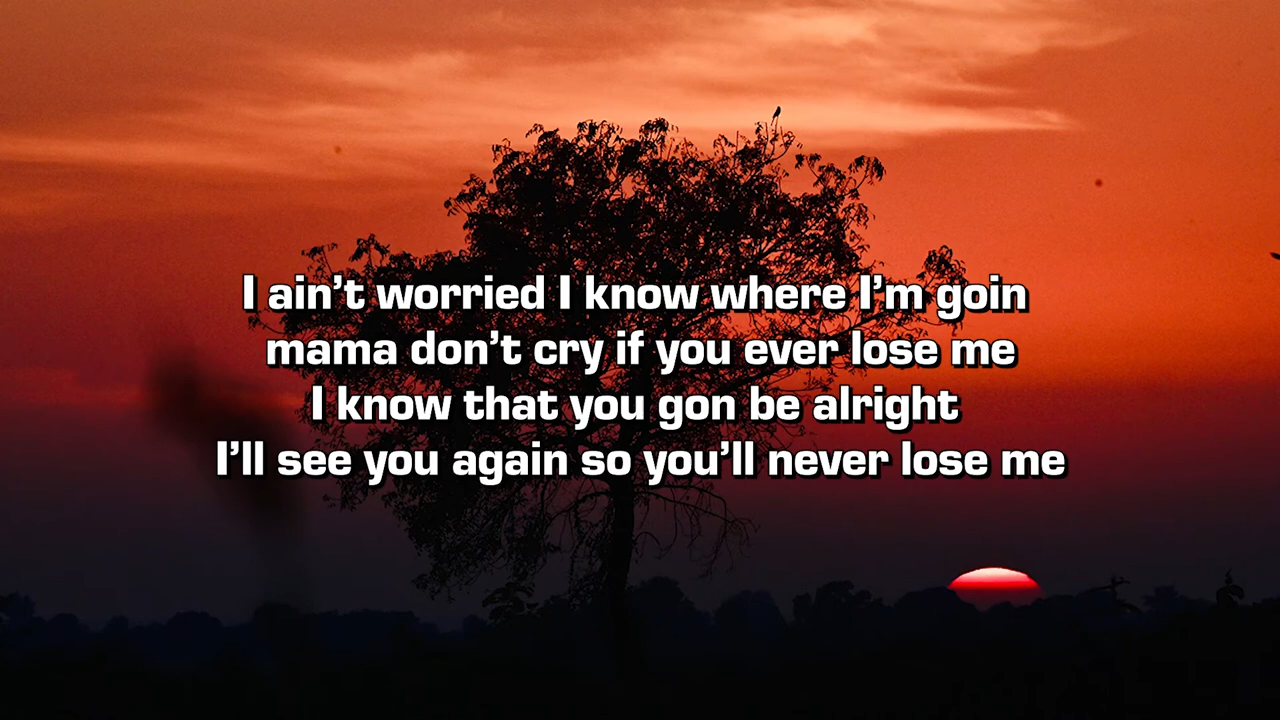 I ain’t worried I know where I’m goin
mama don’t cry if you ever lose me
I know that you gon be alright
I’ll see you again so you’ll never lose me